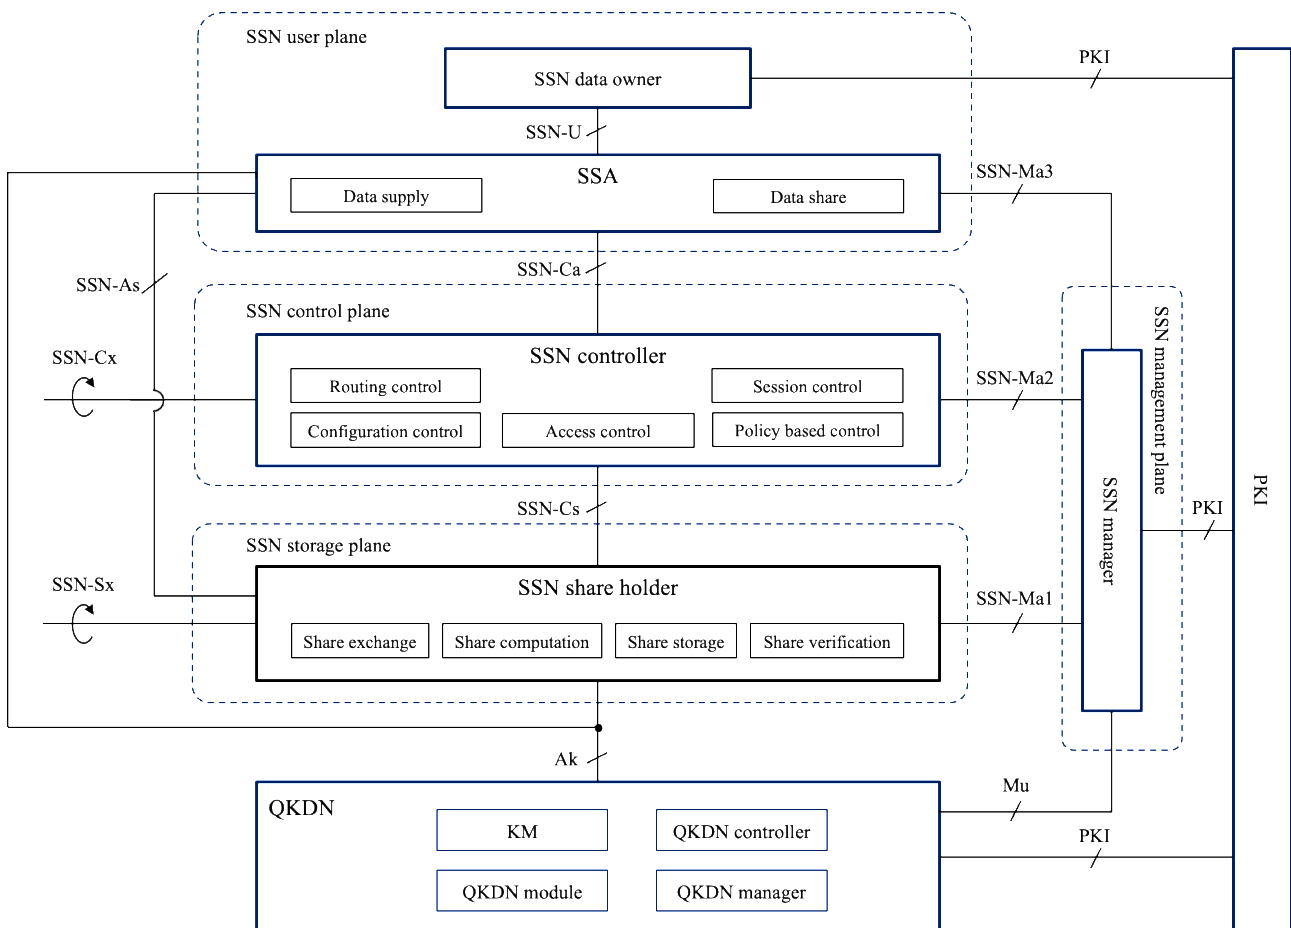 SSN user plane
SSN data owner
PKI
SSN-U
SSA
Data supply
Data share
SSN-Ma3
SSN-Ca
SSN-As
SSN control plane
SSN controller
SSN-Cx
Routing control
Session control
SSN-Ma2
Configuration control
Access control
Policy based control
SSN management plane
SSN manager
PKI
PKI
SSN-Cs
SSN storage plane
SSN share holder
SSN-Sx
SSN-Ma1
Share exchange
Share computation
Share storage
Share verification
Ak
QKDN
Mu
KM
QKDN controller
PKI
QKDN module
QKDN manager